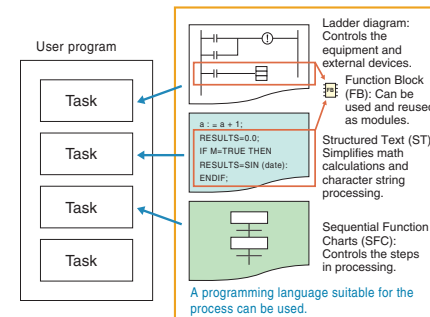 User program
Task
Task
Task
Task
a : = a + 1;
RESULTS=0.0;
IF M=TRUE THEN
RESULTS=SIN (date):
ENDIF;
Ladder diagram:
Controls the
equipment and
external devices.
FB
Function Block
(FB): Can be
used and reused
as modules.
Structured Text (ST)
Simplifies math
calculations and
character string
processing.
Sequential Function
Charts (SFC):
Controls the steps
in processing.
A programming language suitable for the
process can be used.